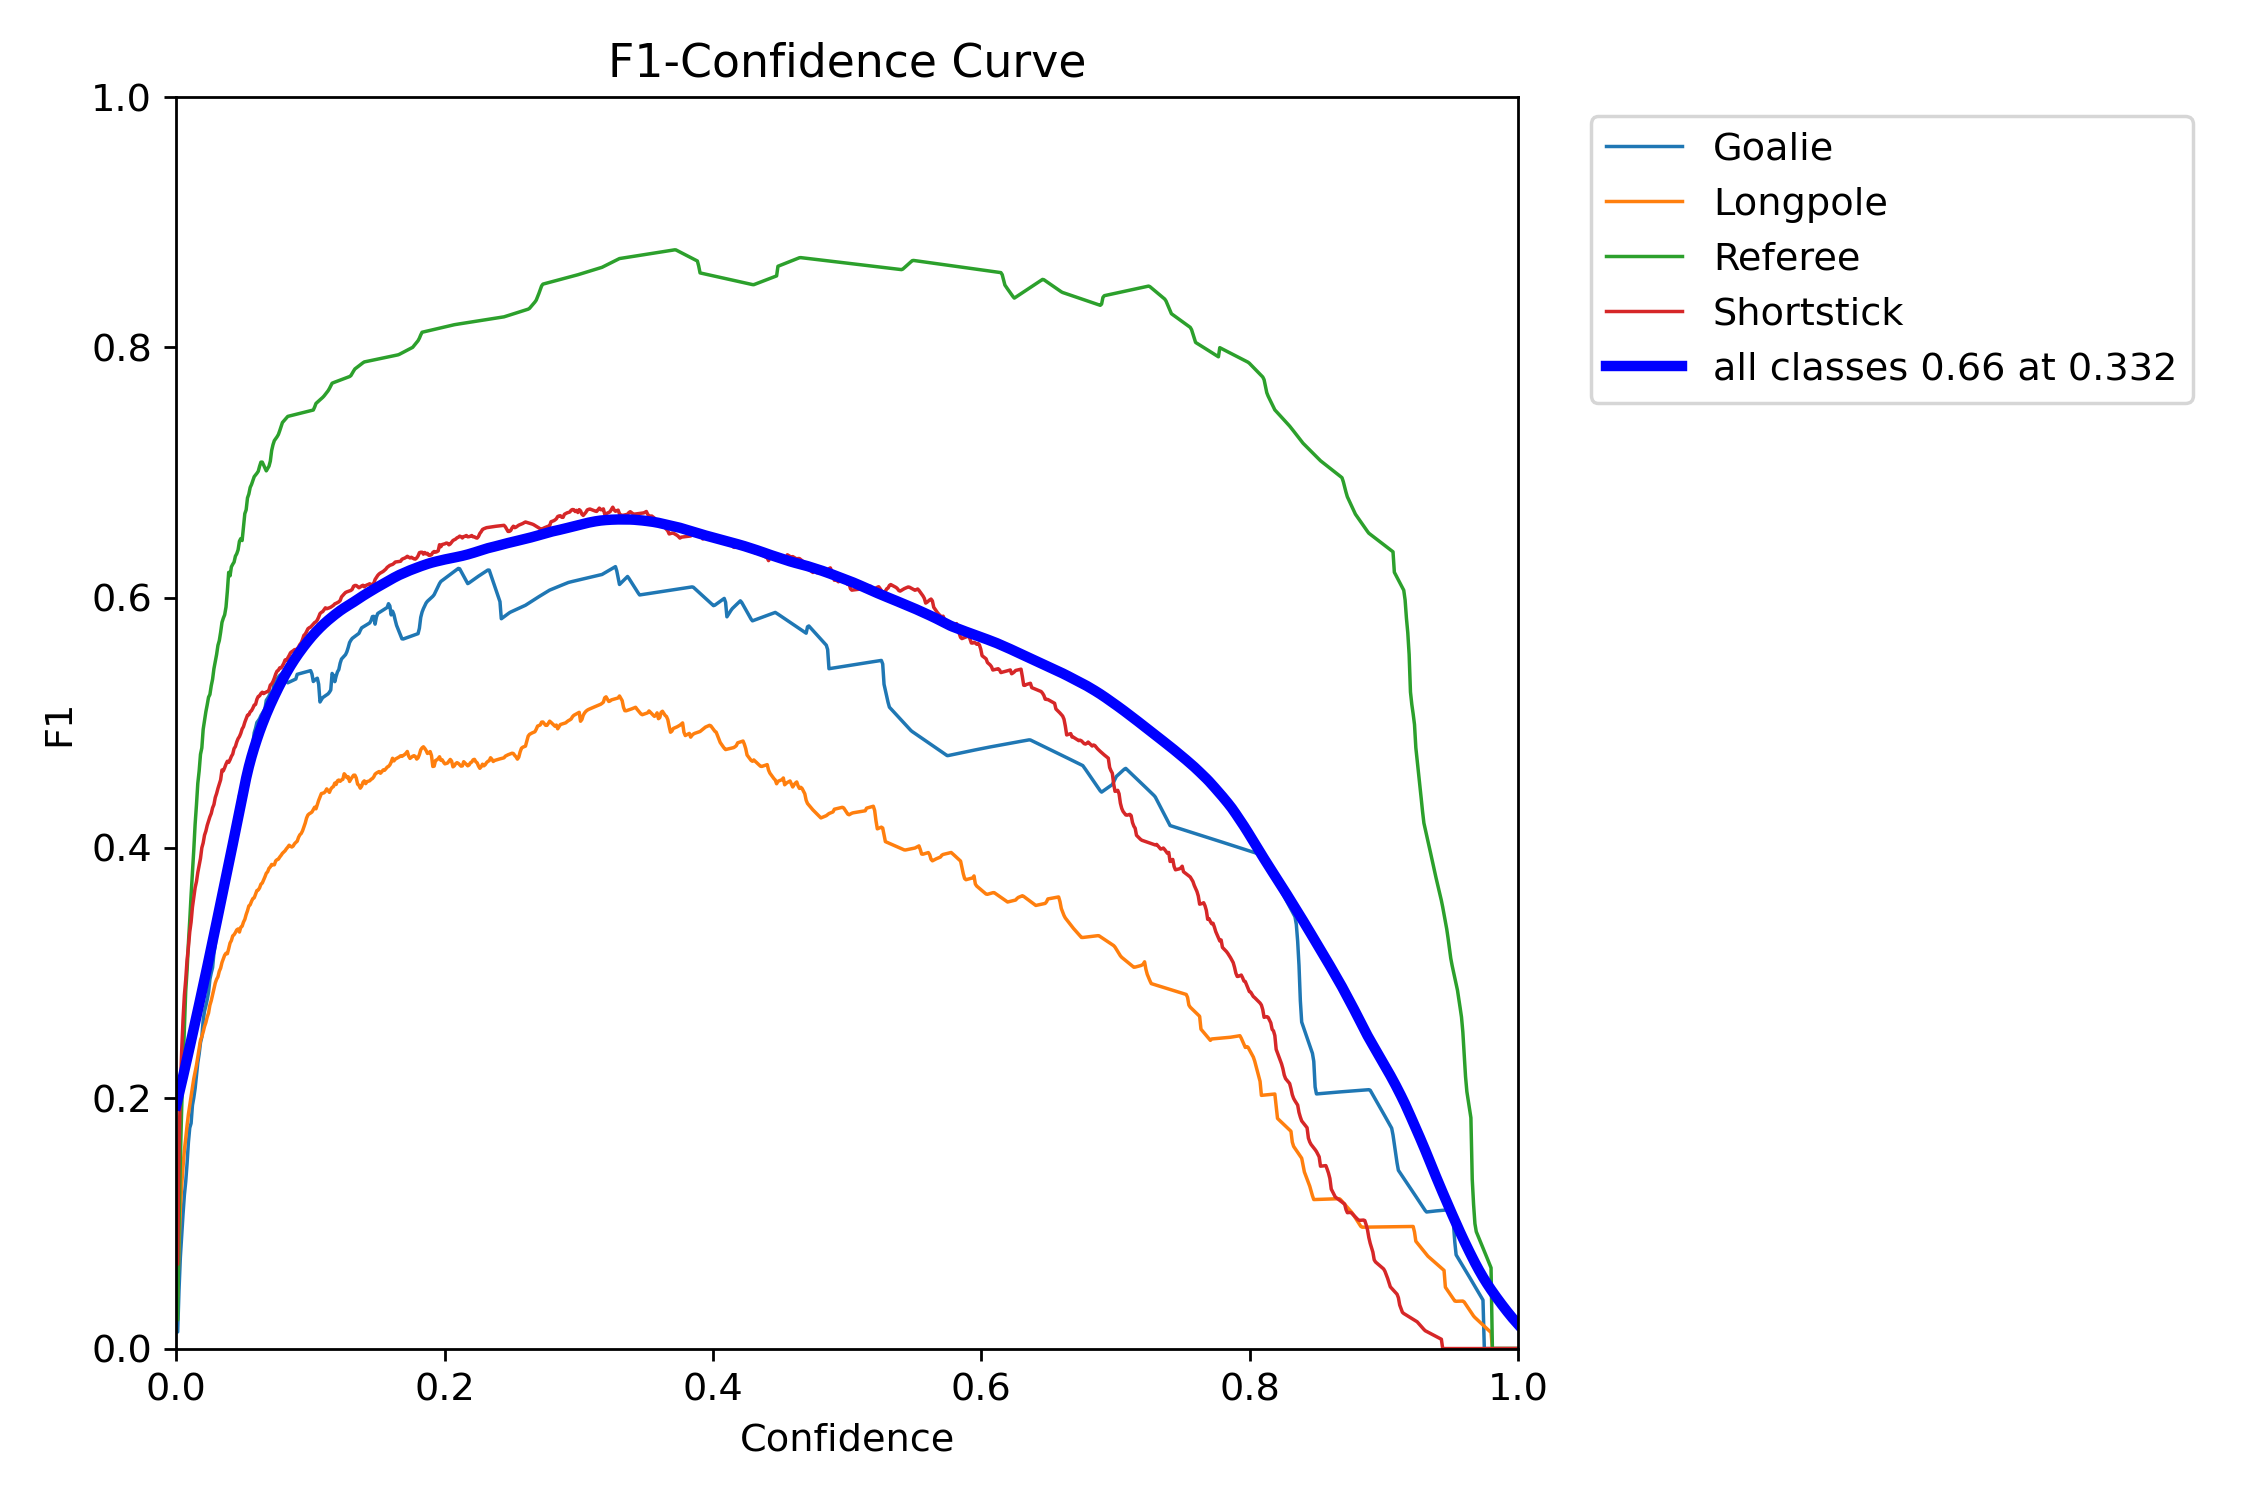 F1-Confidence Curve
1.0
0.8
0.6
0.4
0.2
0.0
F1
0.0 0.2 0.4 0.6 0.8 1.0
Confidence
Goalie
Longpole
Referee
Shortstick
all classes 0.66 at 0.332